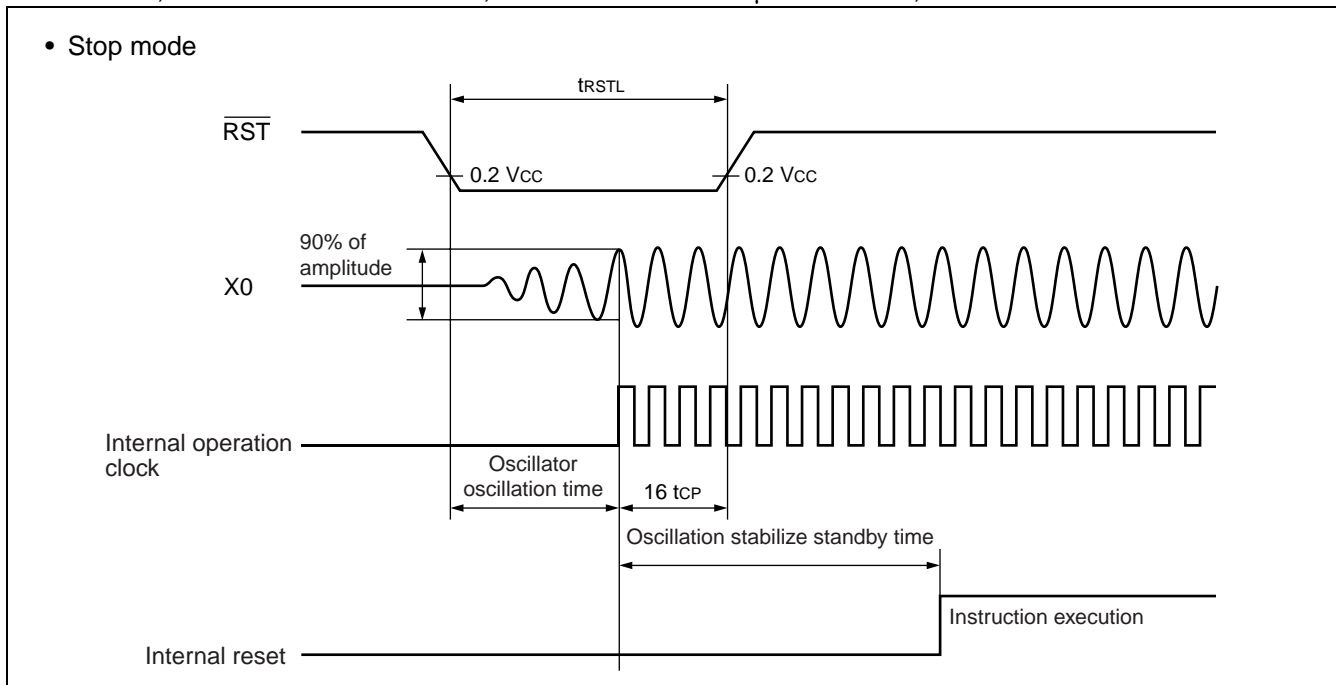 • Stop mode
tRSTL
RST
0.2 VCC
0.2 VCC
90% of
amplitude
X0
Internal operation
clock
Oscillator
oscillation time
16 tCP
Oscillation stabilize standby time
Instruction execution
Internal reset